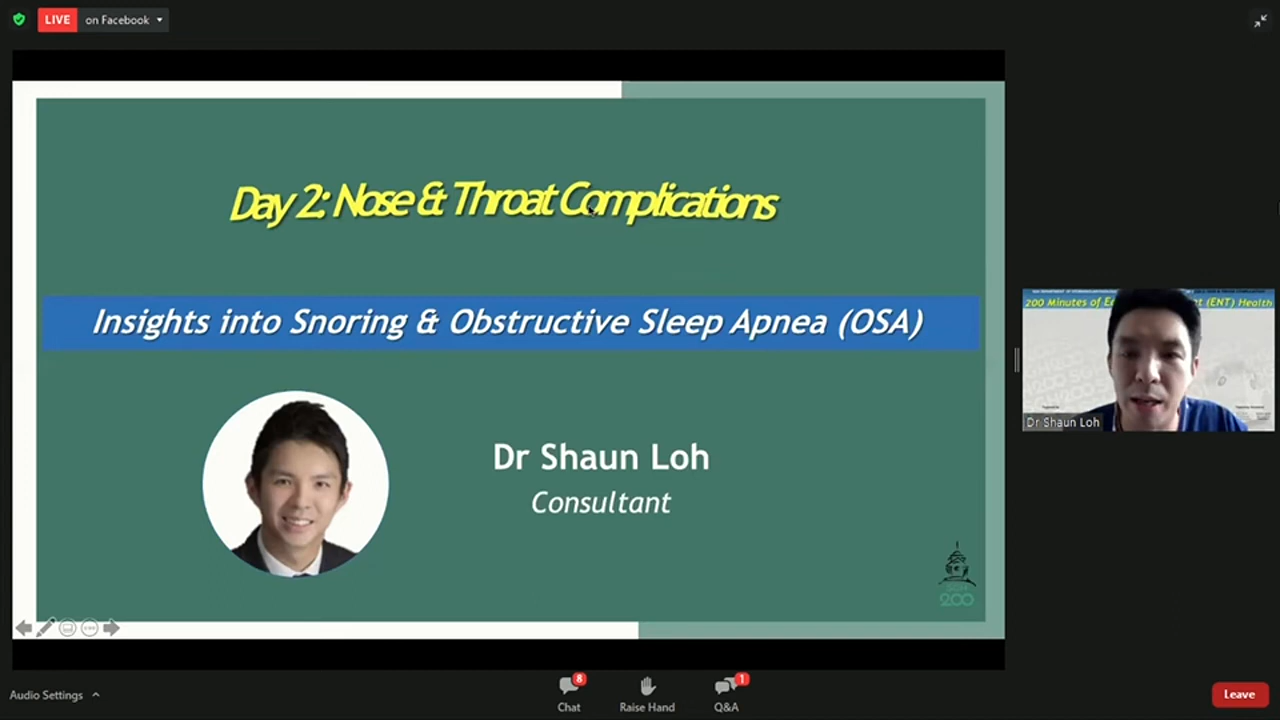 LIVE on Facebook
Day 2: Nose & Throat Complications
Insights into Snoring & Obstructive Sleep Apnea (OSA)
Dr Shaun Loh
Consultant
200
200 Minutes of Ea
t (ENT) Health
Dr Shaun Loh
Audio Settings
8
Chat
Raise Hand
1
Q&A
Leave